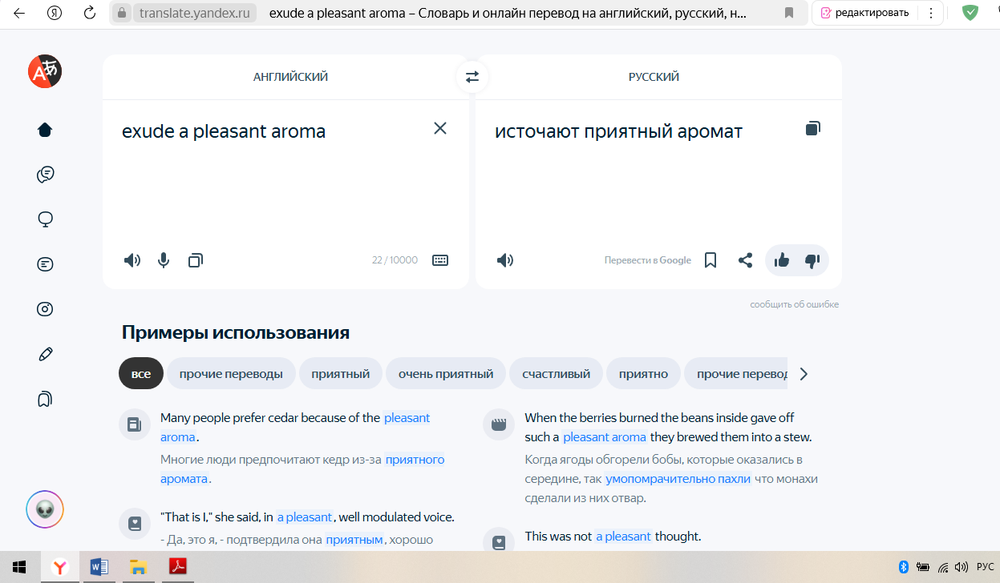 translate.yandex.ru exude a pleasant aroma – Словарь и онлайн перевод на английский, русский, н... редактировать
АНГЛИЙСКИЙ
РУССКИЙ
exude a pleasant aroma
источают приятный аромат
22 / 10000
Перевести в Google
сообщить об ошибке
Примеры использования
все прочие переводы приятный очень приятный счастливый приятно прочие перевод
Many people prefer cedar because of the pleasant
aroma.
Многие люди предпочитают кедр из-за приятного
аромата.
When the berries burned the beans inside gave off
such a pleasant aroma they brewed them into a stew.
Когда ягоды обгорели бобы, которые оказались в
середине, так умопомрачительно пахли что монахи
сделали из них отвар.
"That is I," she said, in a pleasant, well modulated voice.
- Да, это я, - подтвердила она приятным, хорошо
This was not a pleasant thought.
РУС